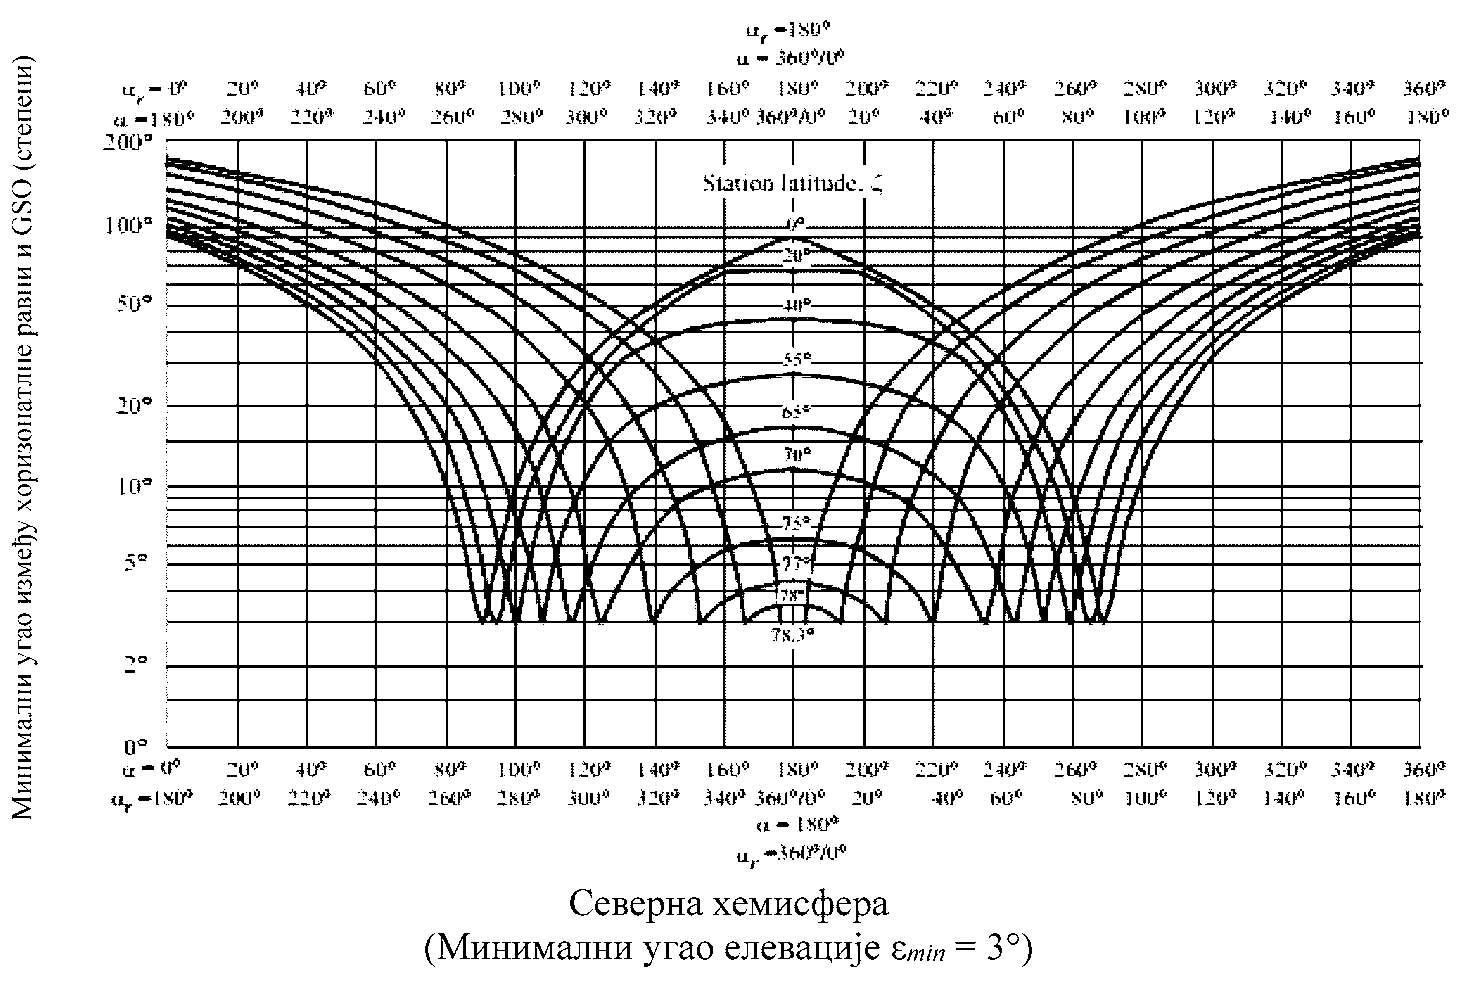 αr =180°
α = 360°/0°
αr = 0° 20° 40° 60° 80° 100° 120° 140° 160° 180° 200° 220° 240° 260° 280° 300° 320° 340° 360°
α =180° 200° 220° 240° 260° 280° 300° 320° 340° 360°/0° 20° 40° 60° 80° 100° 120° 140° 160° 180°
Минимални угао између хоризонатлне равни и GSO (степени)
200°
100°
50°
20°
10°
5°
2°
0°
Station latitude, ζ
0°
20°
40°
55°
65°
70°
75°
77°
78°
78.3°
α = 0° 20° 40° 60° 80° 100° 120° 140° 160° 180° 200° 220° 240° 260° 280° 300° 320° 340° 360°
αr =180° 200° 220° 240° 260° 280° 300° 320° 340° 360°/0° 20° 40° 60° 80° 100° 120° 140° 160° 180°
α = 180°
αr =360°/0°
Северна хемисфера
(Минимални угао елевације εmin = 3°)